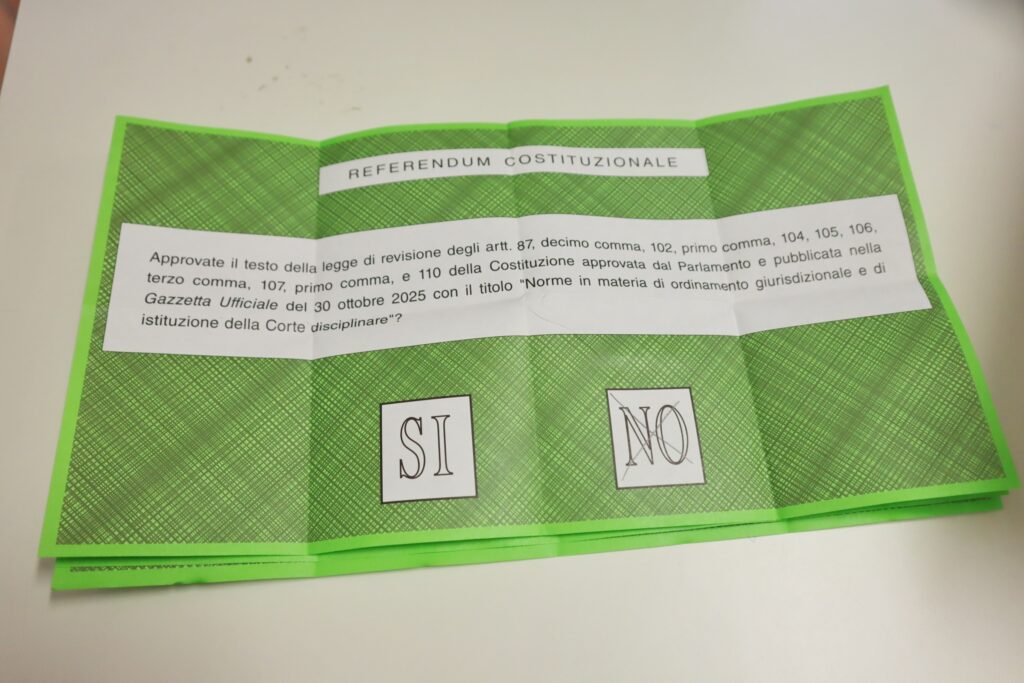 REFERENDUM COSTITUZIONALE
Approvate il testo della legge di revisione degli artt. 87, decimo comma, 102, primo comma, 104, 105, 106,
terzo comma, 107, primo comma, e 110 della Costituzione approvata dal Parlamento e pubblicata nella
Gazzetta Ufficiale del 30 ottobre 2025 con il titolo "Norme in materia di ordinamento giurisdizionale e di
istituzione della Corte disciplinare"?
SI NO